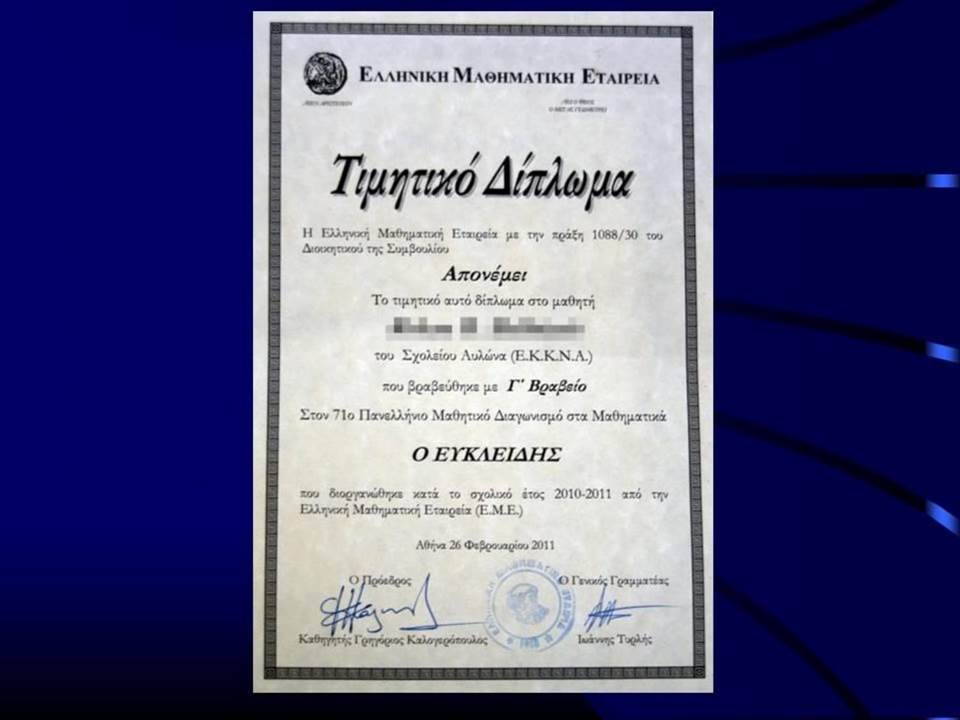 ΕΛΛΗΝΙΚΗ ΜΑΘΗΜΑΤΙΚΗ ΕΤΑΙΡΕΙΑ
Τιμητικό Δίπλωμα
Η Ελληνική Μαθηματική Εταιρεία με την πράξη 1088/30 του
Διοικητικού της Συμβουλίου
Απονέμει
Το τιμητικό αυτό δίπλωμα στο μαθητή
του Σχολείου Αυλώνα (Ε.Κ.Κ.Ν.Α.)
που βραβεύθηκε με Γ' Βραβείο
Στον 71ο Πανελλήνιο Μαθητικό Διαγωνισμό στα Μαθηματικά
Ο ΕΥΚΛΕΙΔΗΣ
που διοργανώθηκε κατά το σχολικό έτος 2010-2011 από την
Ελληνική Μαθηματική Εταιρεία (Ε.Μ.Ε.)
Αθήνα 26 Φεβρουαρίου 2011
Ο Πρόεδρος Ο Γενικός Γραμματέας
Καθηγητής Γρηγόριος Καλογερόπουλος Ιωάννης Τυρλής